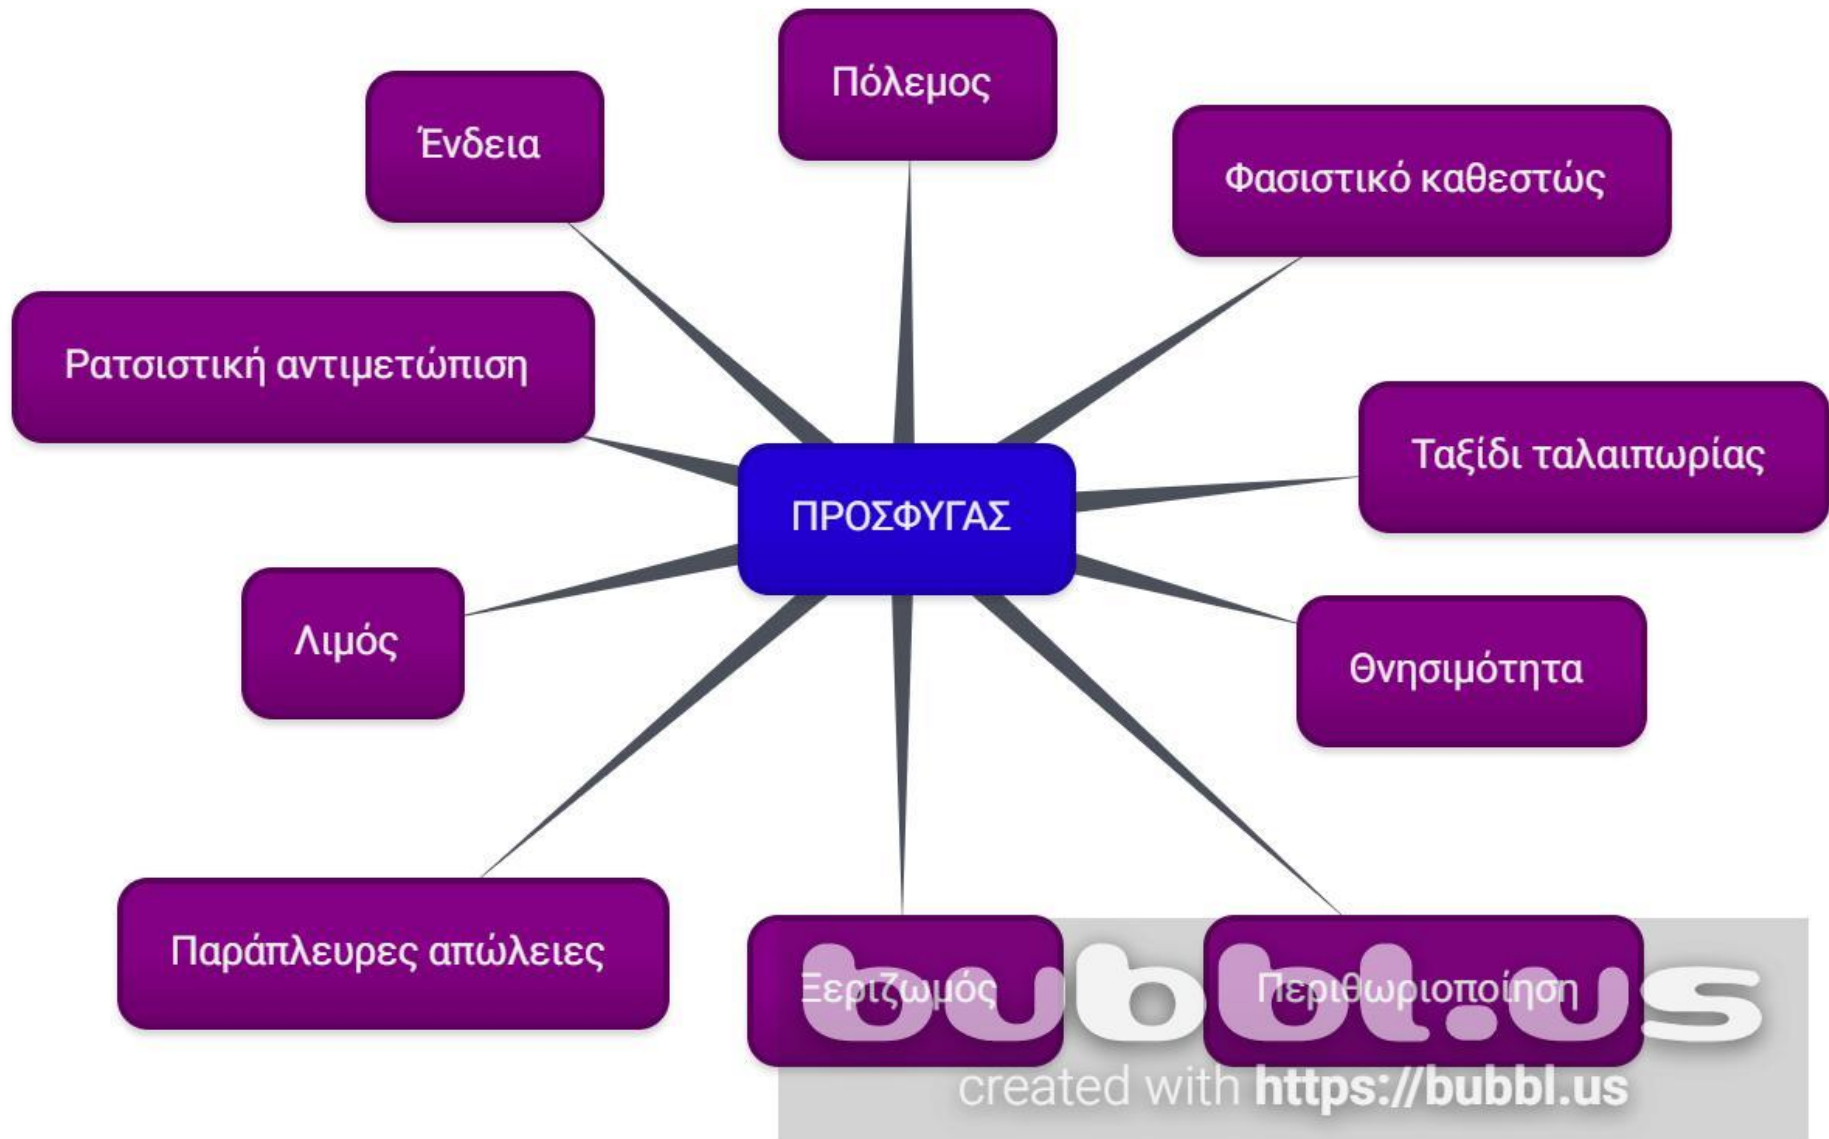 Πόλεμος
Ένδεια
Φασιστικό καθεστώς
Ρατσιστική αντιμετώπιση
Ταξίδι ταλαιπωρίας
ΠΡΟΣΦΥΓΑΣ
Λιμός
Θνησιμότητα
Παράπλευρες απώλειες
Ξεριζωμός
Περιθωριοποίηση
bubbl.us
created with https://bubbl.us